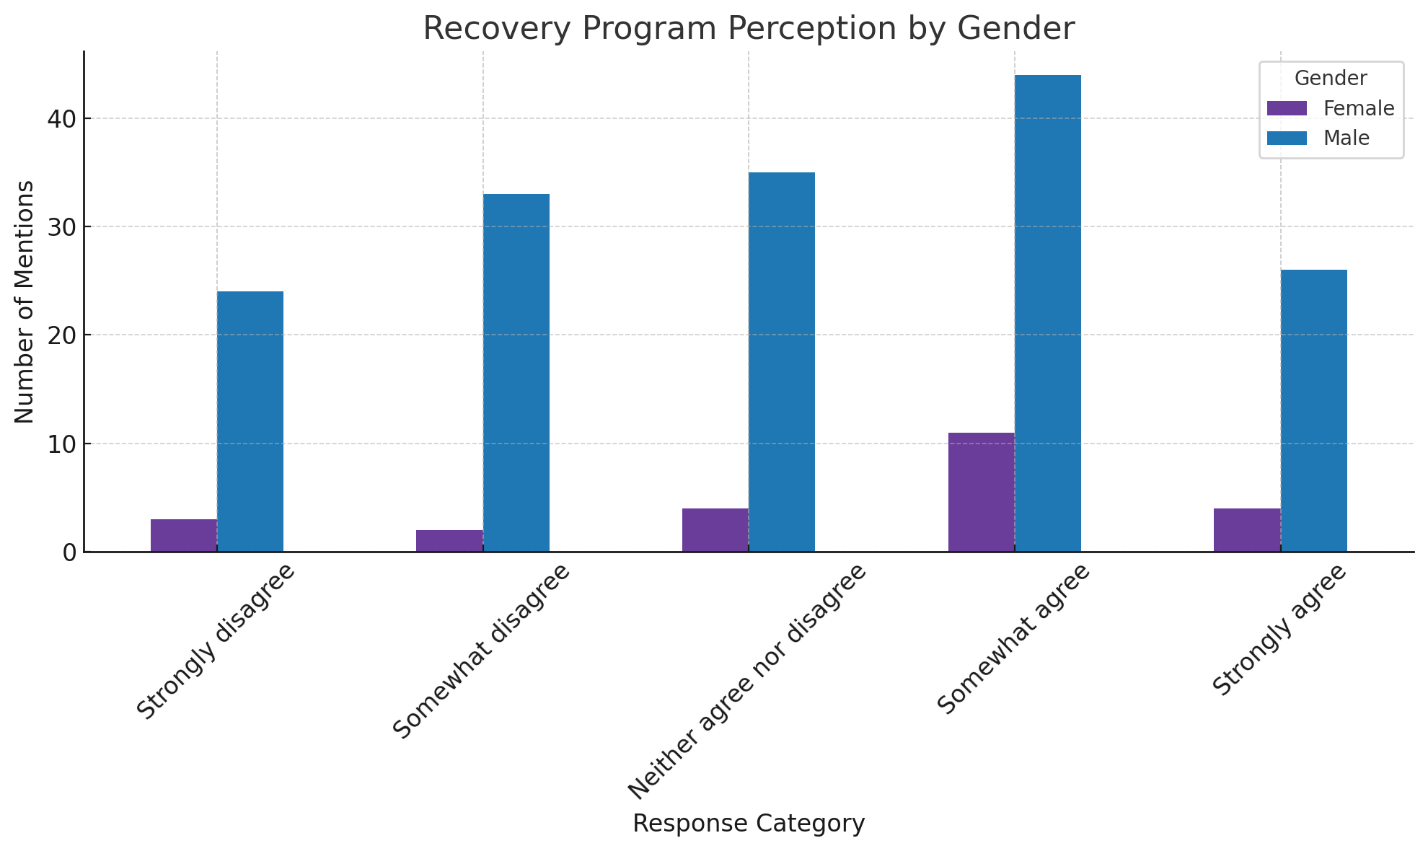 Recovery Program Perception by Gender
Gender
Female
Male
Number of Mentions
40
30
20
10
0
Strongly disagree
Somewhat disagree
Neither agree nor disagree
Somewhat agree
Strongly agree
Response Category